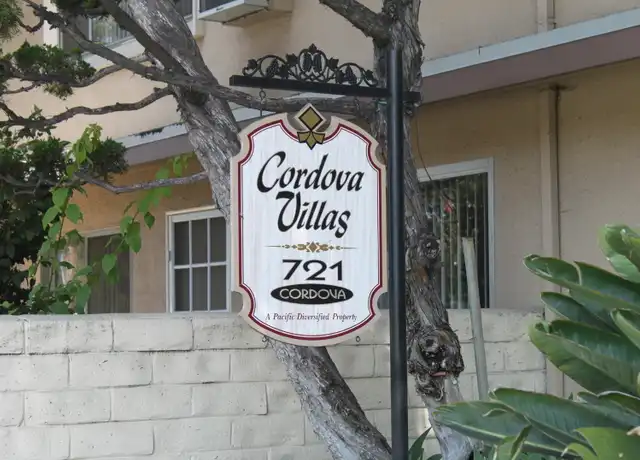 Cordova
Villas
721
CORDOVA
A Pacific Diversified Property